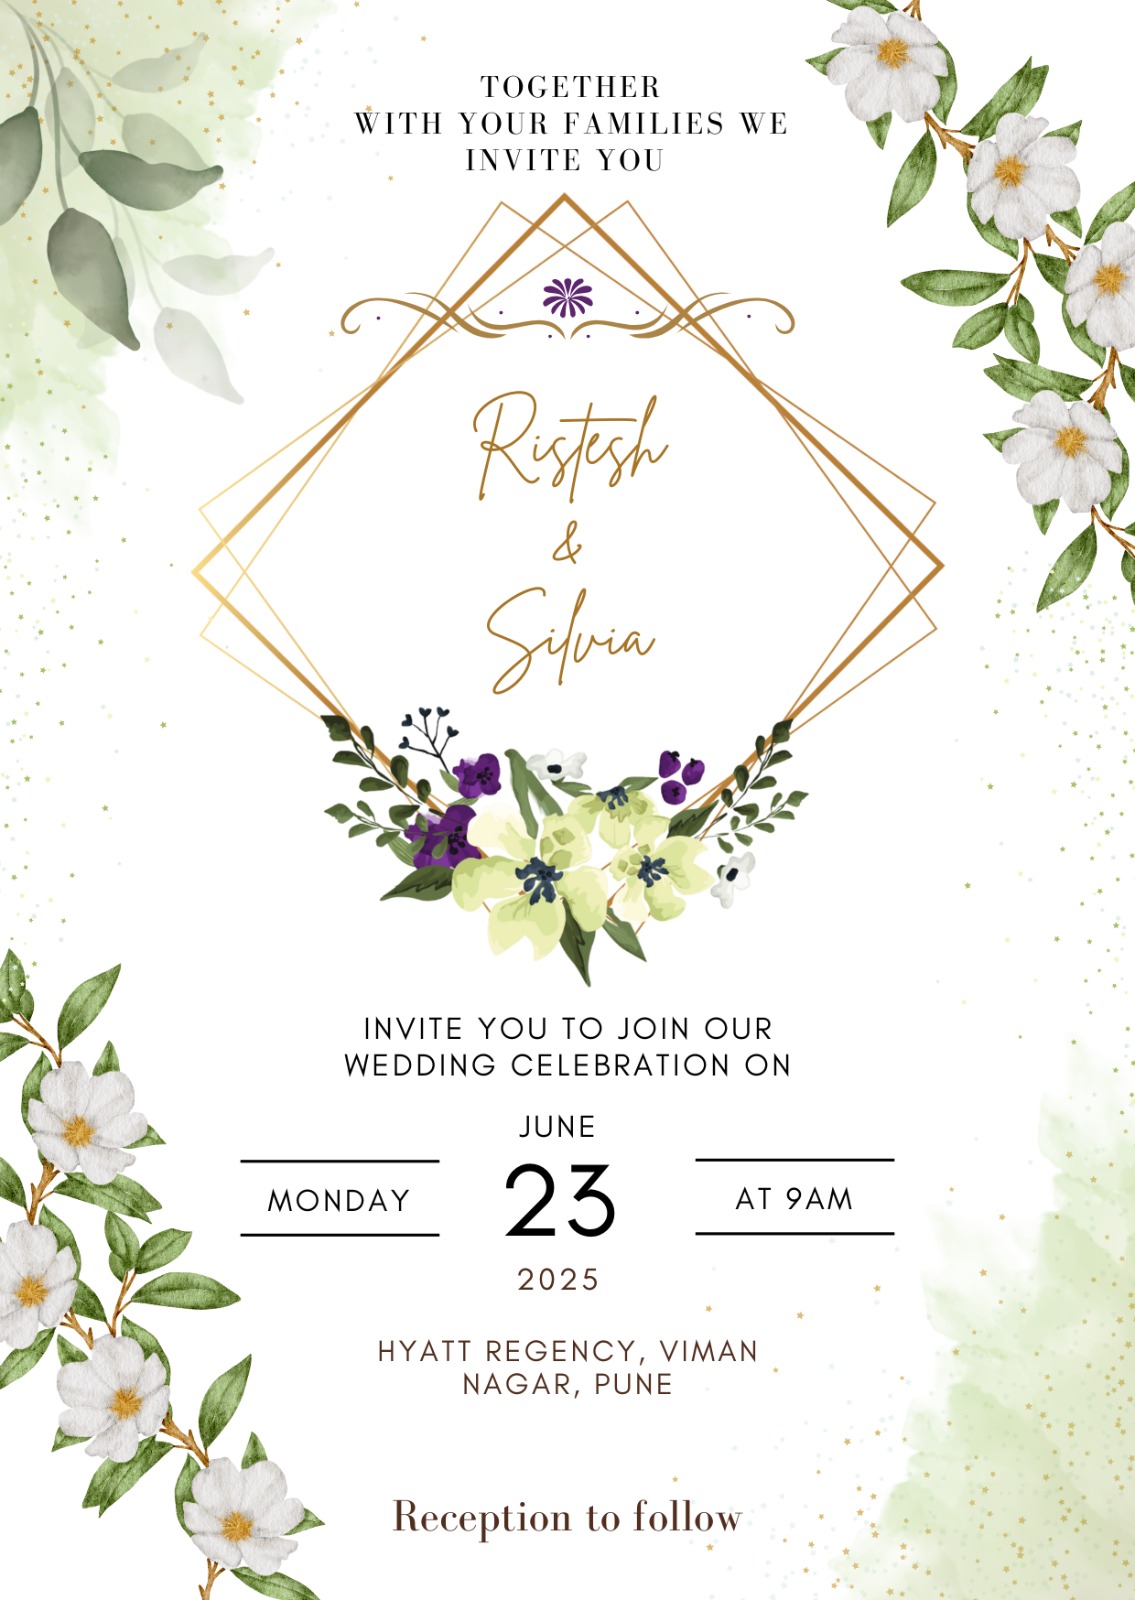 TOGETHER
WITH YOUR FAMILIES WE
INVITE YOU
Ristesh
&
Silvia
INVITE YOU TO JOIN OUR
WEDDING CELEBRATION ON
JUNE
MONDAY 23 AT 9AM
2025
HYATT REGENCY, VIMAN
NAGAR, PUNE
Reception to follow